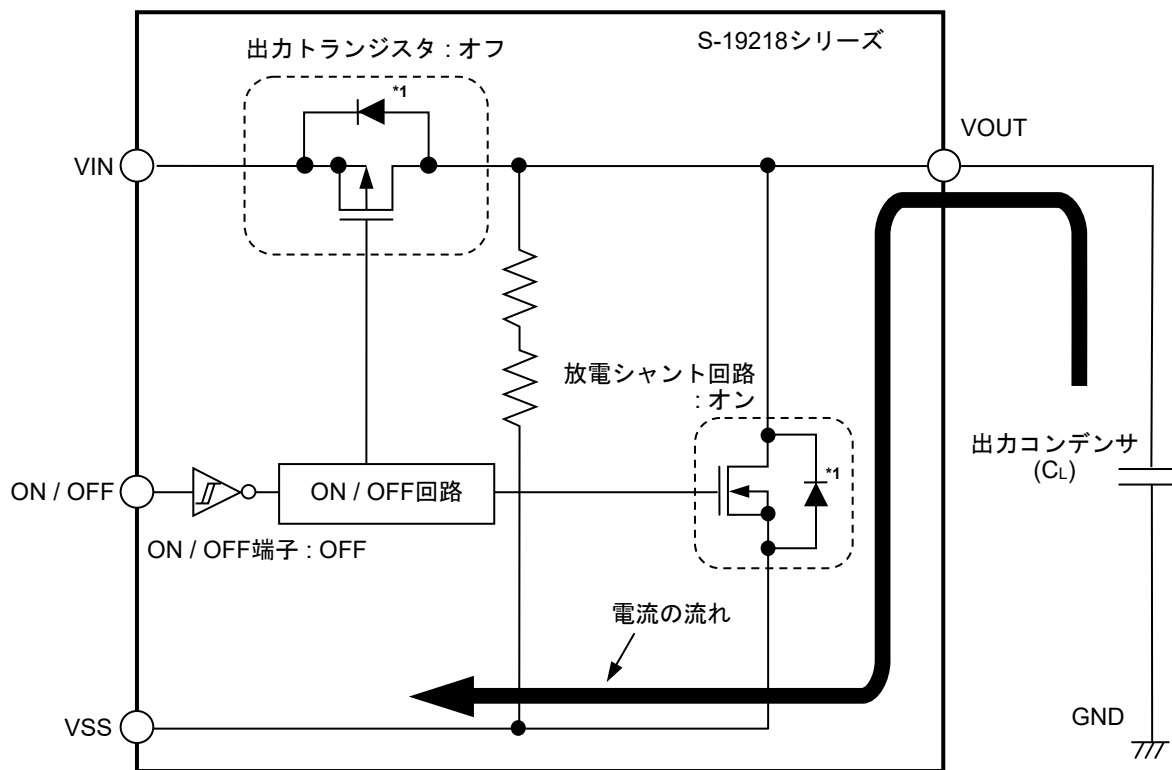 S-19218シリーズ
出力トランジスタ : オフ
*1
VOUT
VIN
放電シャント回路
: オン
出力コンデンサ
(CL)
*1
ON / OFF
ON / OFF回路
ON / OFF端子 : OFF
電流の流れ
GND
VSS